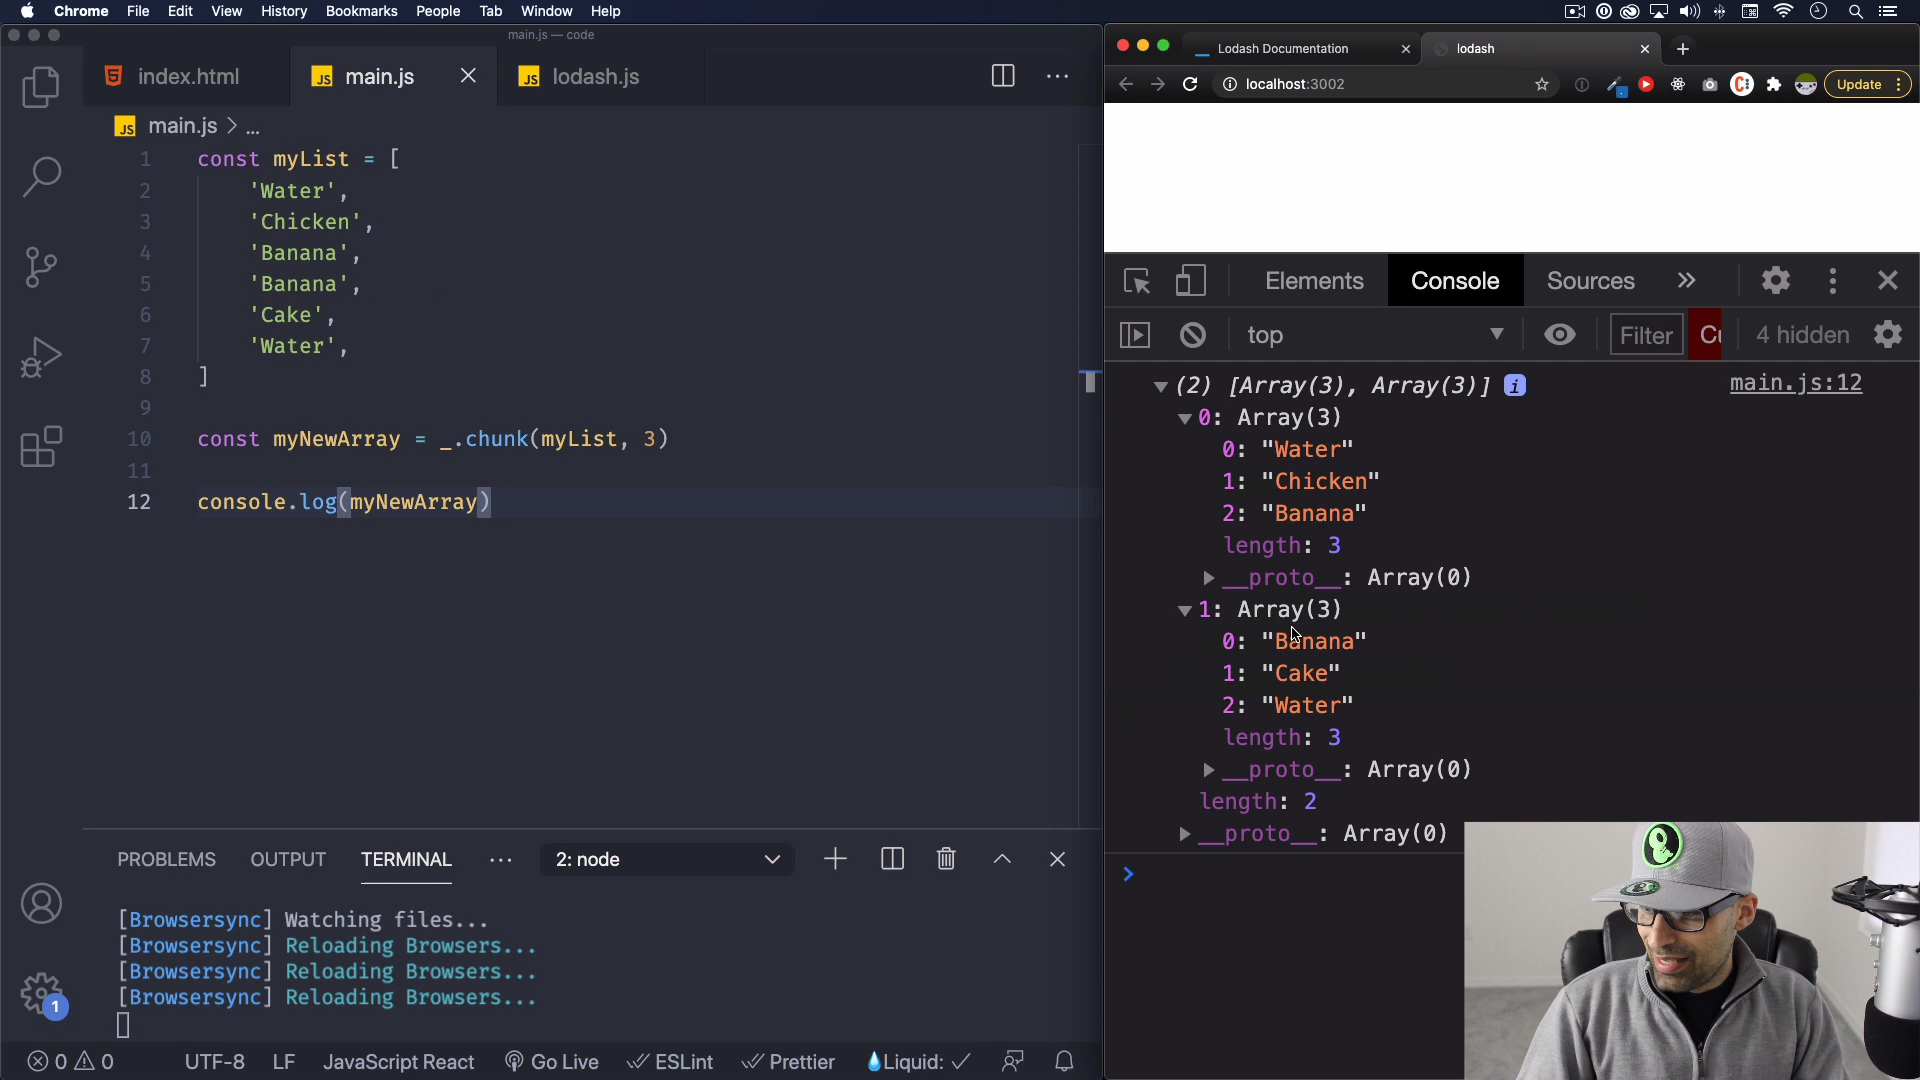 Chrome File Edit View History Bookmarks People Tab Window Help
main.js — code
index.html
JS main.js
JS lodash.js
JS main.js > ...
1 const myList = [
2 'Water',
3 'Chicken',
4 'Banana',
5 'Banana',
6 'Cake',
7 'Water',
8 ]
9
10 const myNewArray = _.chunk(myList, 3)
11
12 console.log(myNewArray)
PROBLEMS OUTPUT TERMINAL ... 2: node
[Browsersync] Watching files...
[Browsersync] Reloading Browsers...
[Browsersync] Reloading Browsers...
[Browsersync] Reloading Browsers...
1
0 0 UTF-8 LF JavaScript React Go Live ESLint Prettier Liquid:
Lodash Documentation
lodash
localhost:3002
Update
Elements Console Sources
top Filter 4 hidden
(2) [Array(3), Array(3)] i main.js:12
0: Array(3)
0: "Water"
1: "Chicken"
2: "Banana"
length: 3
__proto__: Array(0)
1: Array(3)
0: "Banana"
1: "Cake"
2: "Water"
length: 3
__proto__: Array(0)
length: 2
__proto__: Array(0)